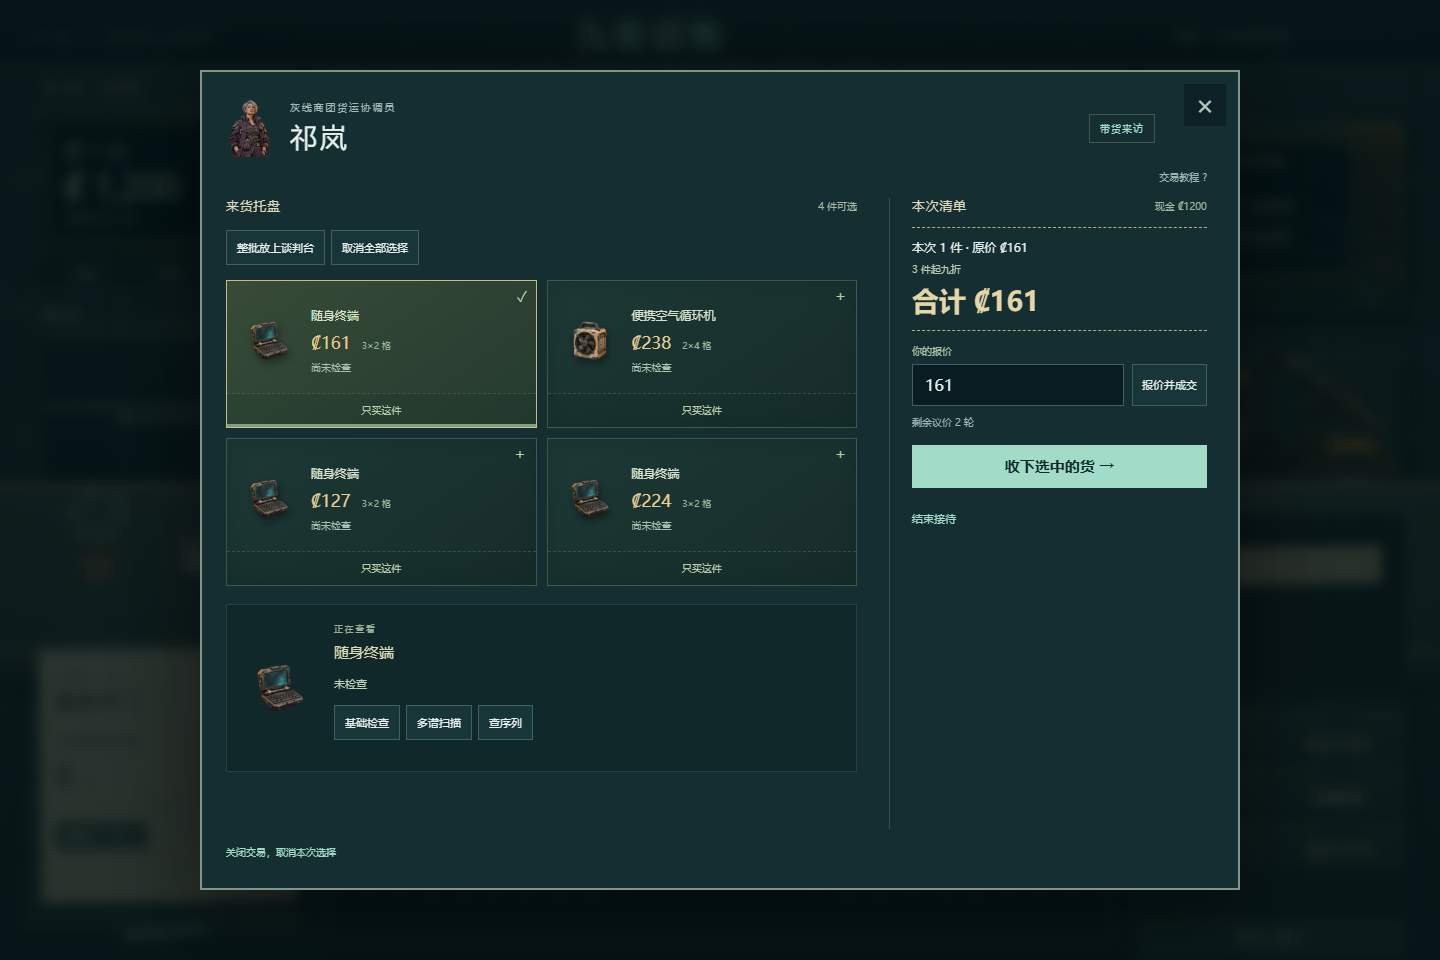 灰线商团货运协调员
祁岚
带货来访
交易教程 ?
来货托盘
4 件可选
整批放上谈判台
取消全部选择
随身终端
₡161 3×2 格
尚未检查
只买这件
便携空气循环机
₡238 2×4 格
尚未检查
只买这件
随身终端
₡127 3×2 格
尚未检查
只买这件
随身终端
₡224 3×2 格
尚未检查
只买这件
正在查看
随身终端
未检查
基础检查
多谱扫描
查序列
本次清单
现金 ₡1200
本次 1 件 · 原价 ₡161
3 件起九折
合计 ₡161
你的报价
161
报价并成交
剩余议价 2 轮
收下选中的货 →
结束接待
关闭交易，取消本次选择